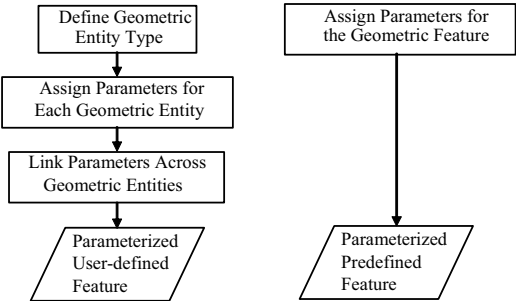 Define Geometric
Entity Type
Assign Parameters for
Each Geometric Entity
Link Parameters Across
Geometric Entities
Parameterized
User-defined
Feature
Assign Parameters for
the Geometric Feature
Parameterized
Predefined
Feature